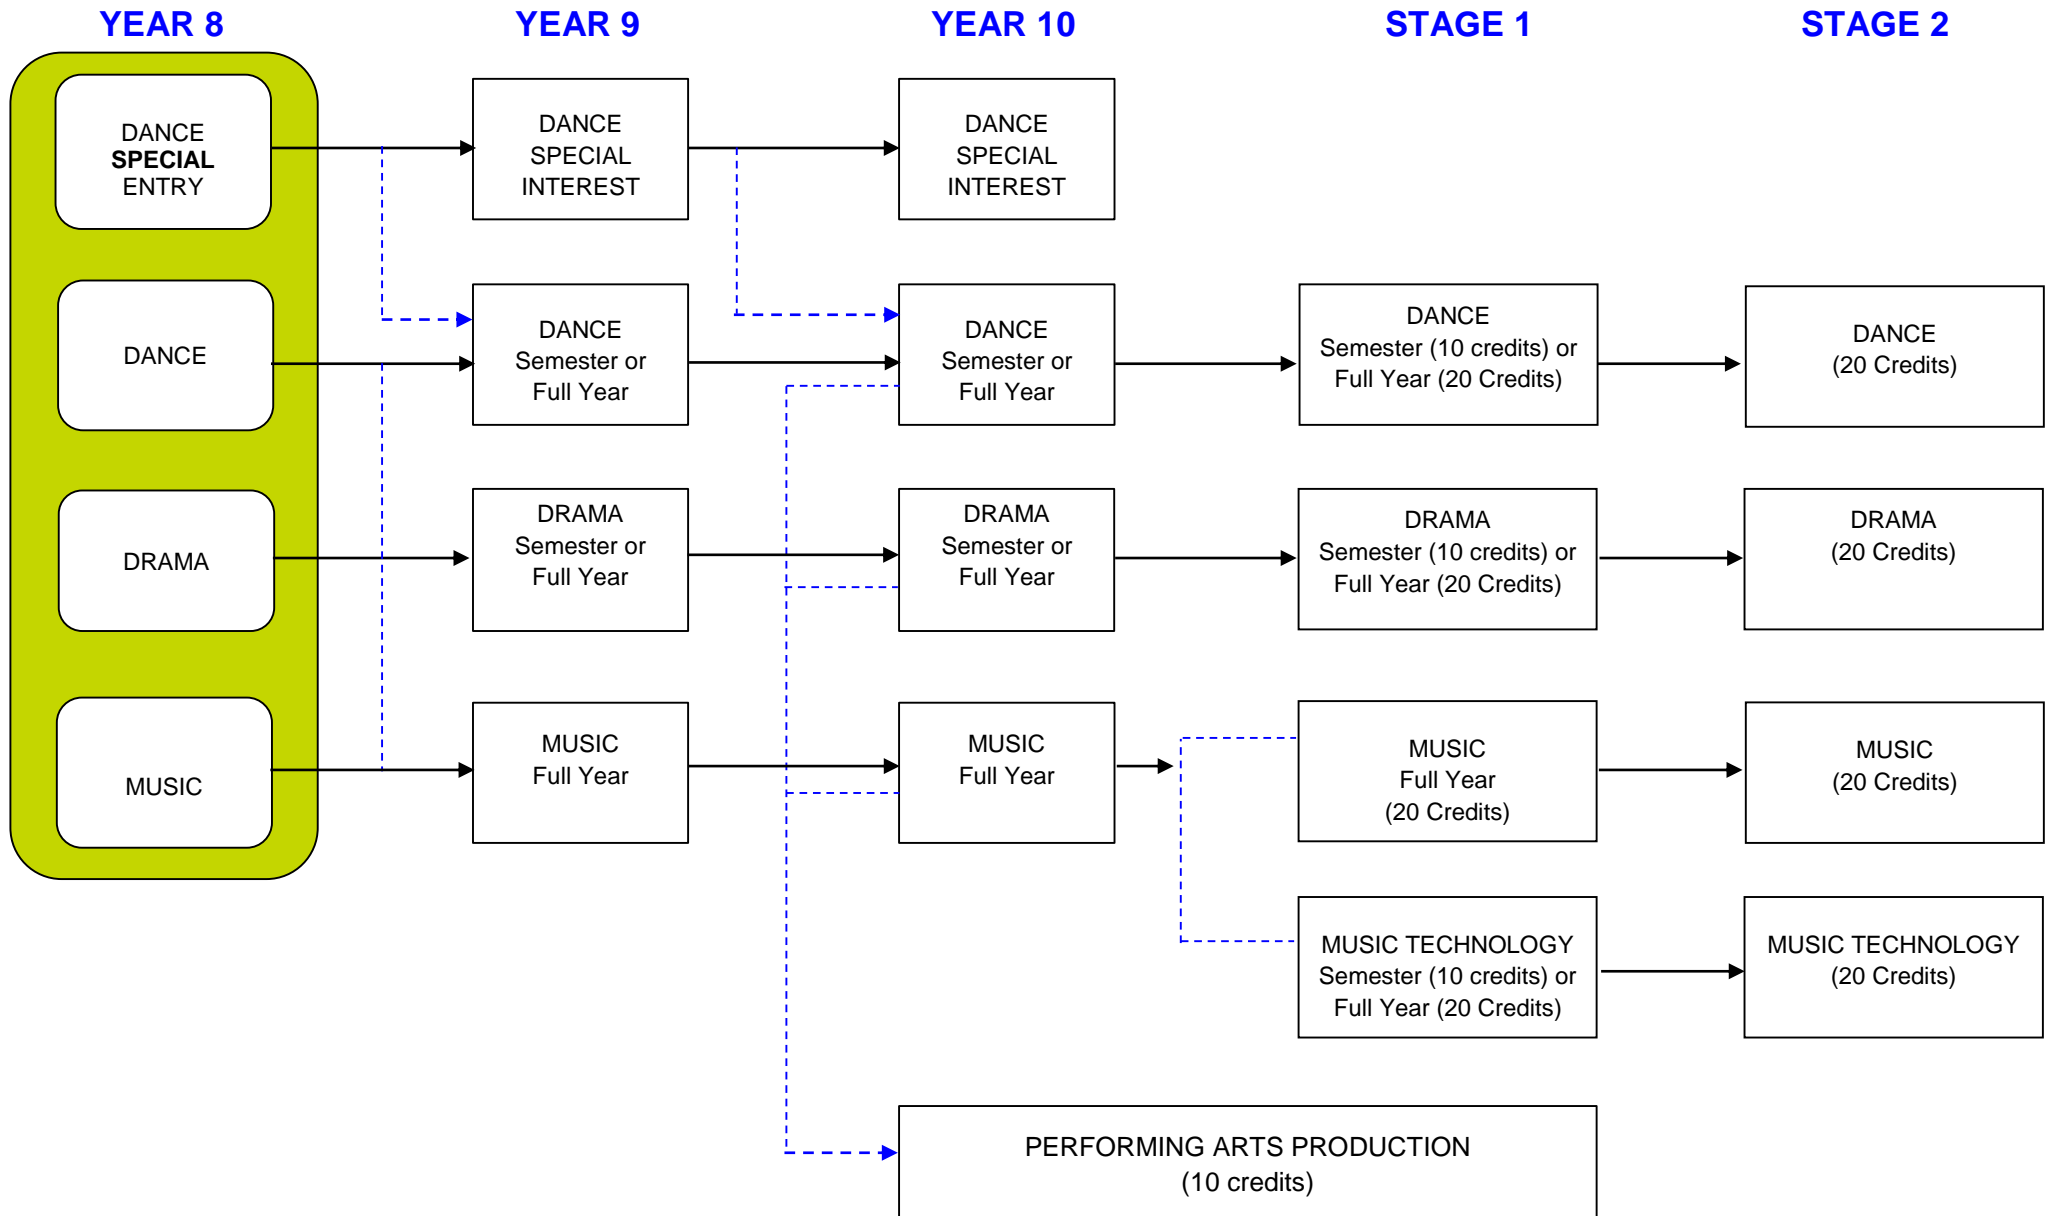 YEAR 8
YEAR 9
YEAR 10
STAGE 1
STAGE 2
DANCE
SPECIAL
ENTRY
DANCE
SPECIAL
INTEREST
DANCE
SPECIAL
INTEREST
DANCE
DANCE
Semester or
Full Year
DANCE
Semester or
Full Year
DANCE
Semester (10 credits) or
Full Year (20 Credits)
DANCE
(20 Credits)
DRAMA
DRAMA
Semester or
Full Year
DRAMA
Semester or
Full Year
DRAMA
Semester (10 credits) or
Full Year (20 Credits)
DRAMA
(20 Credits)
MUSIC
MUSIC
Full Year
MUSIC
Full Year
MUSIC
Full Year
(20 Credits)
MUSIC
(20 Credits)
MUSIC TECHNOLOGY
Semester (10 credits) or
Full Year (20 Credits)
MUSIC TECHNOLOGY
(20 Credits)
PERFORMING ARTS PRODUCTION
(10 credits)